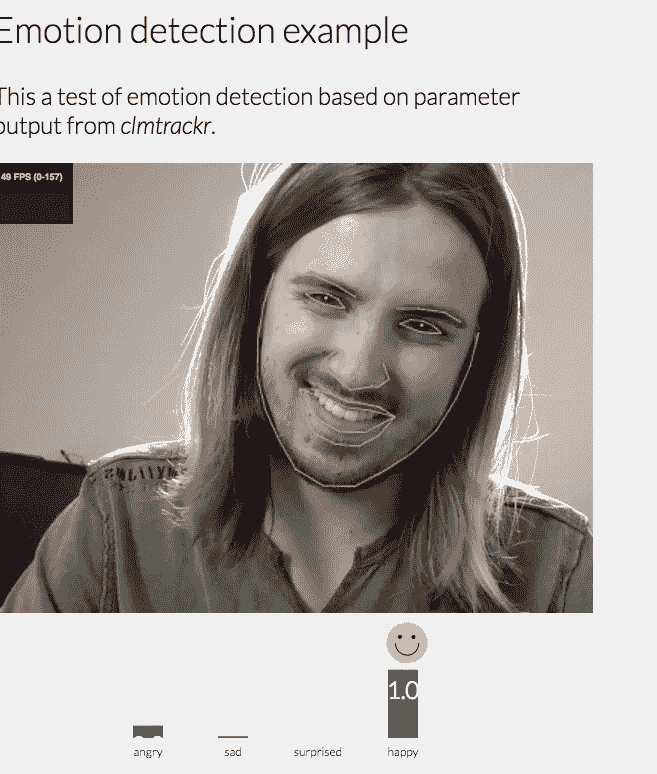 Emotion detection example
This a test of emotion detection based on parameter
output from clmtrackr.
49 FPS (0-157)
1.0
angry sad surprised happy